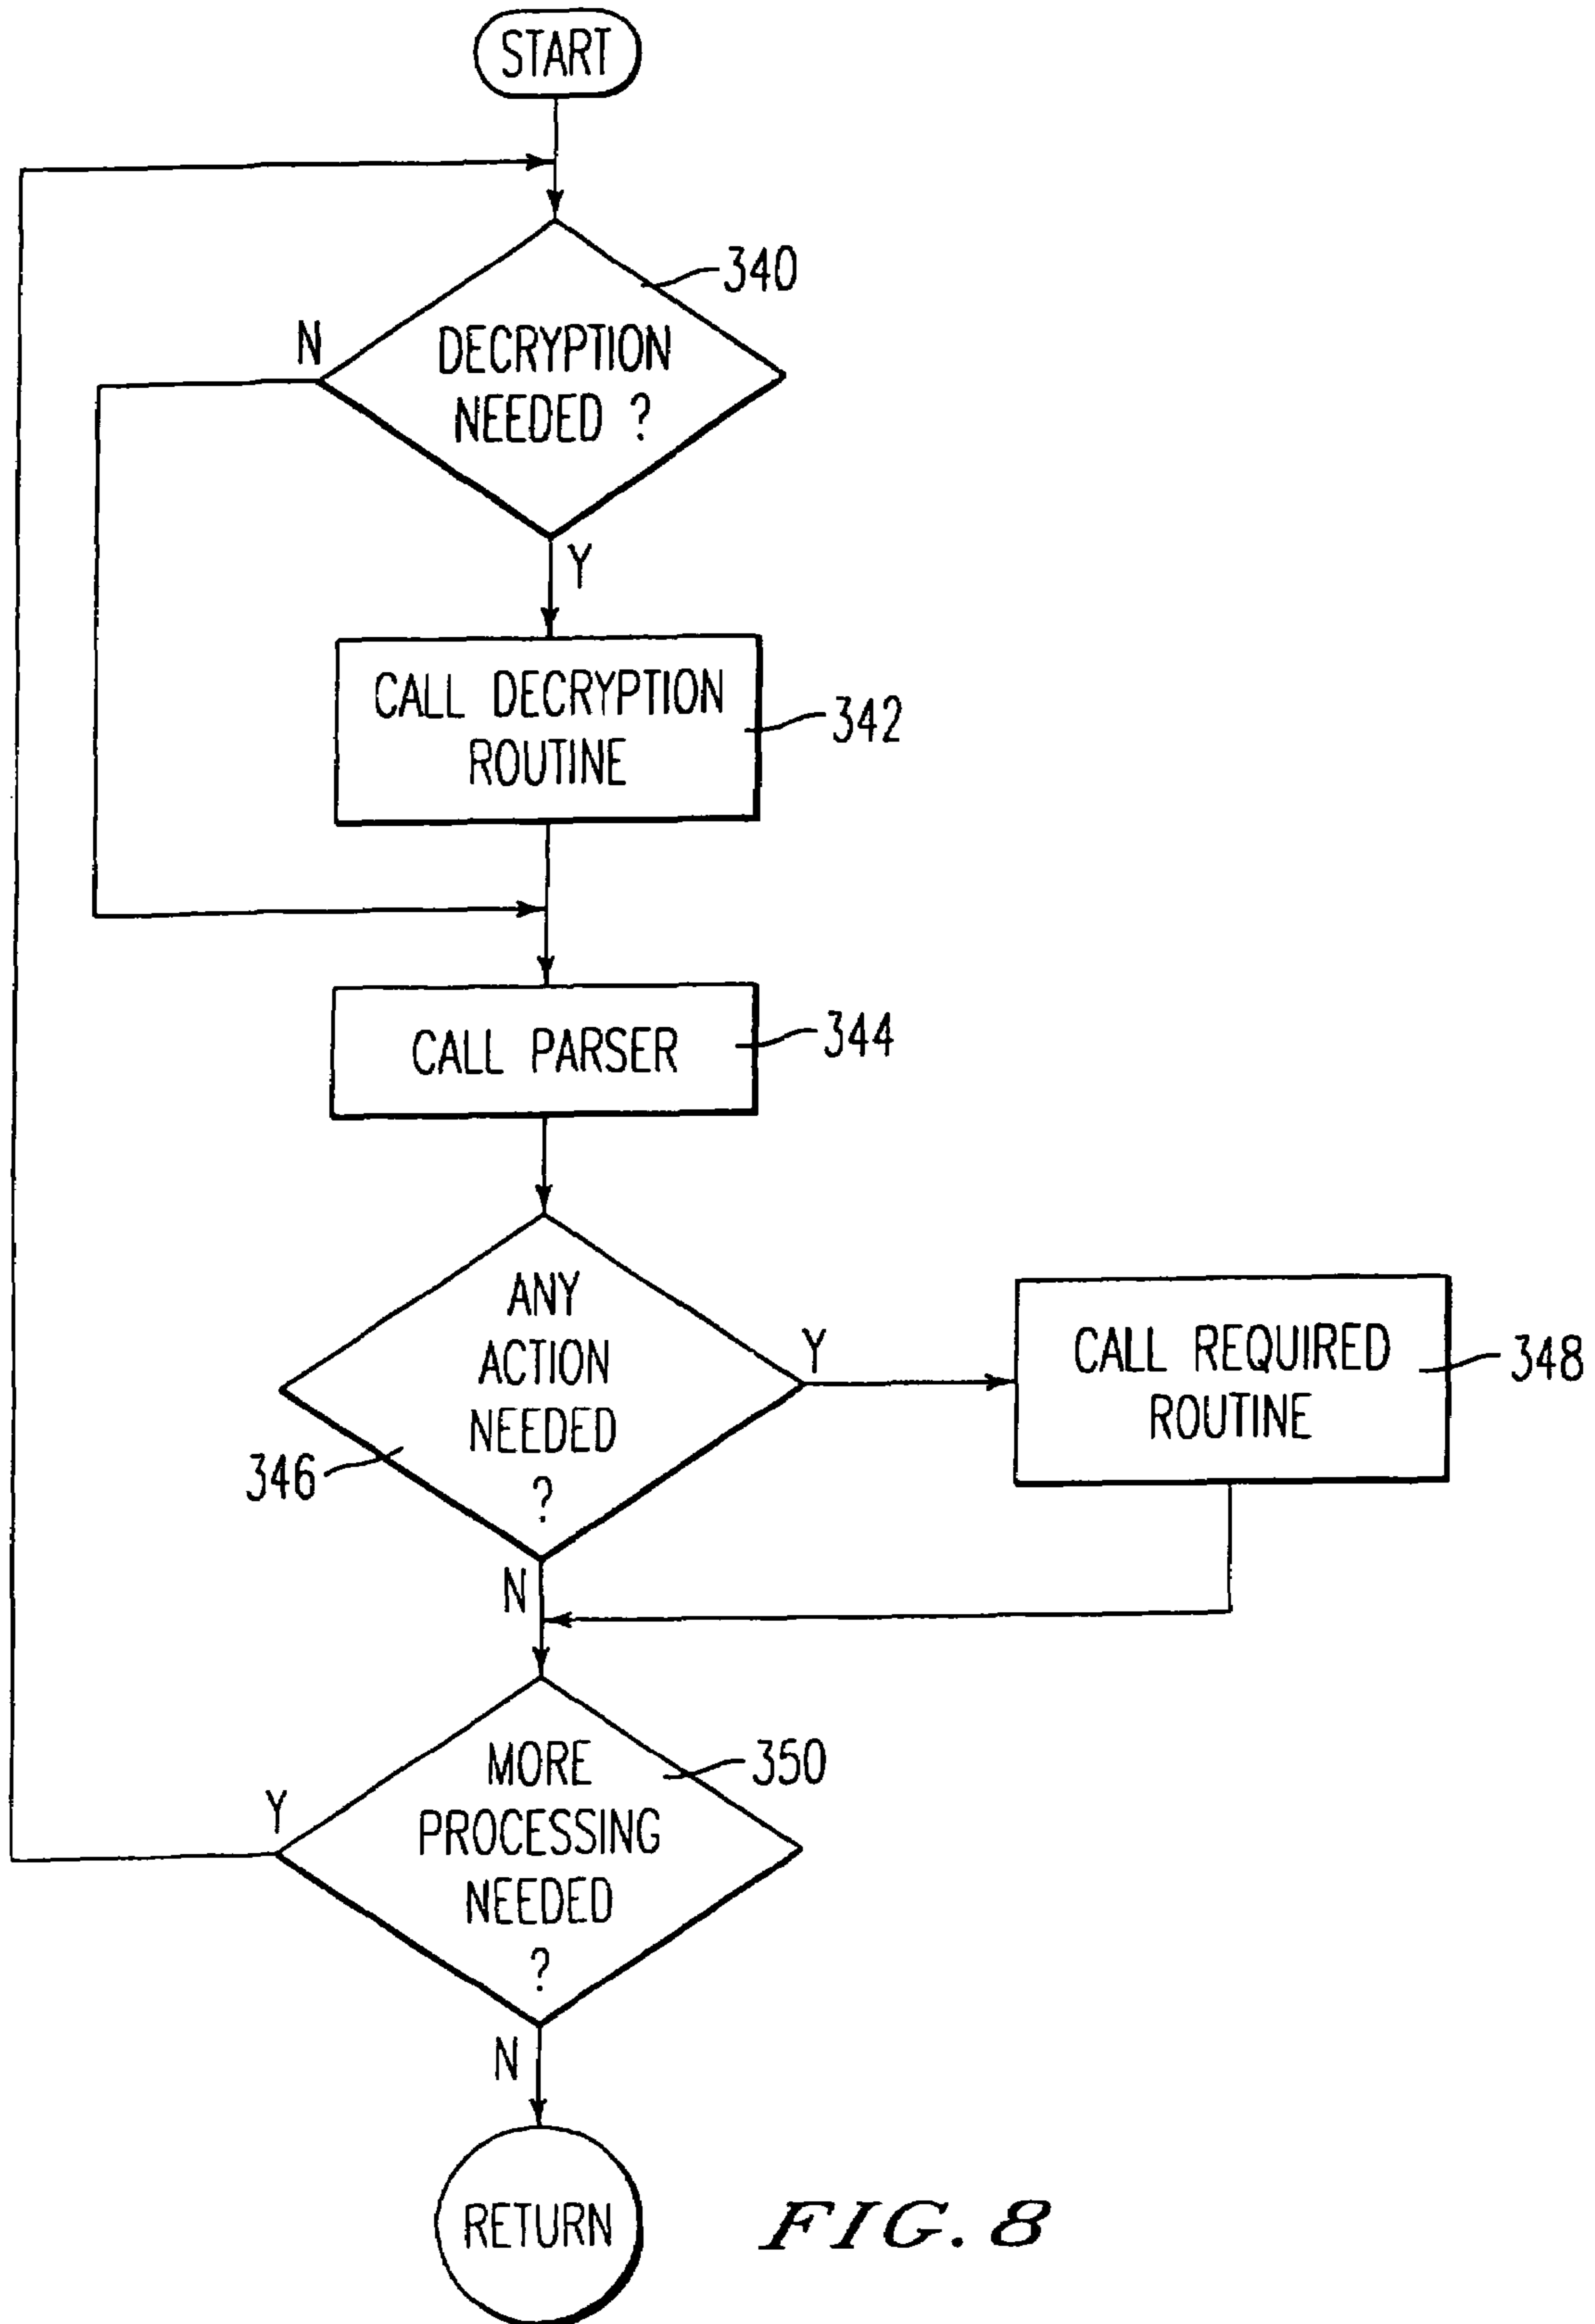 START
340
N
DECRYPTION
NEEDED ?
Y
CALL DECRYPTION
ROUTINE
342
CALL PARSER
344
ANY
ACTION
NEEDED
?
346
Y
CALL REQUIRED
ROUTINE
348
N
MORE
PROCESSING
NEEDED
?
350
Y
N
RETURN
FIG. 8